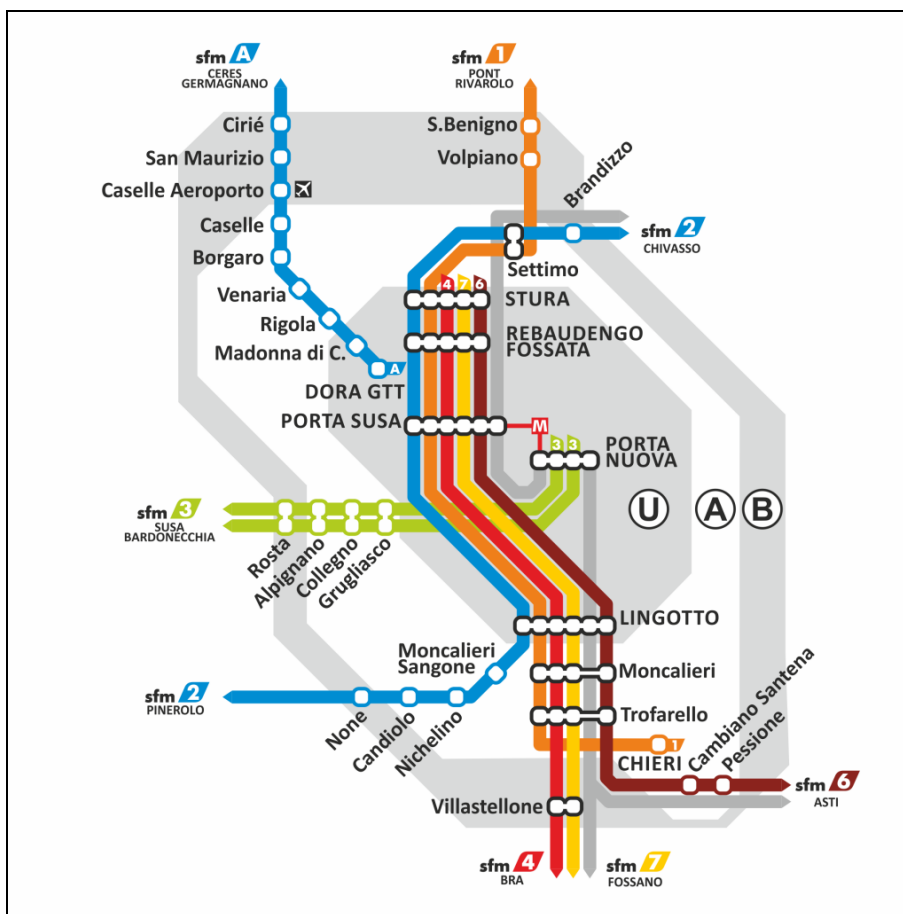 sfm A
CERES
GERMAGNANO
sfm 1
PONT
RIVAROLO
Cirié
S.Benigno
San Maurizio
Volpiano
Caselle Aeroporto
Brandizzo
Caselle
sfm 2
CHIVASSO
Borgaro
Settimo
Venaria
4 7 6
STURA
Rigola
REBAUDENGO
FOSSATA
Madonna di C.
A
DORA GTT
PORTA SUSA
M
3 3
PORTA
NUOVA
U A B
sfm 3
SUSA
BARDONECCHIA
Rosta
Alpignano
Collegno
Grugliasco
LINGOTTO
Moncalieri
Sangone
Moncalieri
sfm 2
PINEROLO
None
Candiolo
Nichelino
Trofarello
Cambiano Santena
Pessione
1
CHIERI
sfm 6
ASTI
Villastellone
sfm 4
BRA
sfm 7
FOSSANO